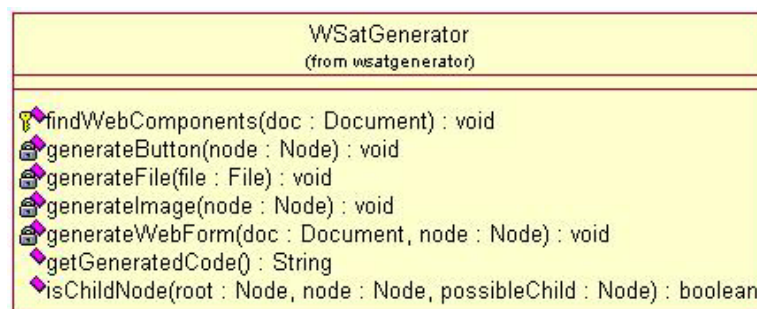 WSatGenerator
(from wsatgenerator)
findWebComponents(doc : Document) : void
generateButton(node : Node) : void
generateFile(file : File) : void
generateImage(node : Node) : void
generateWebForm(doc : Document, node : Node) : void
getGeneratedCode() : String
isChildNode(root : Node, node : Node, possibleChild : Node) : boolean